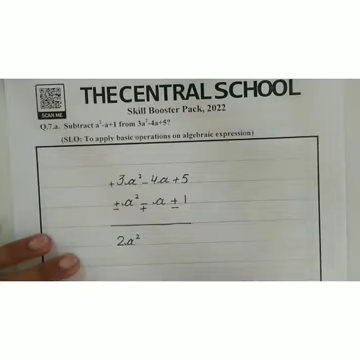 THE CENTRAL SCHOOL
SCAN ME
Skill Booster Pack, 2022
Q.7.a. Subtract a²-a+1 from 3a²-4a+5?
(SLO: To apply basic operations on algebraic expression)
+3a²-4a+5
±a²∓a±1
2a²